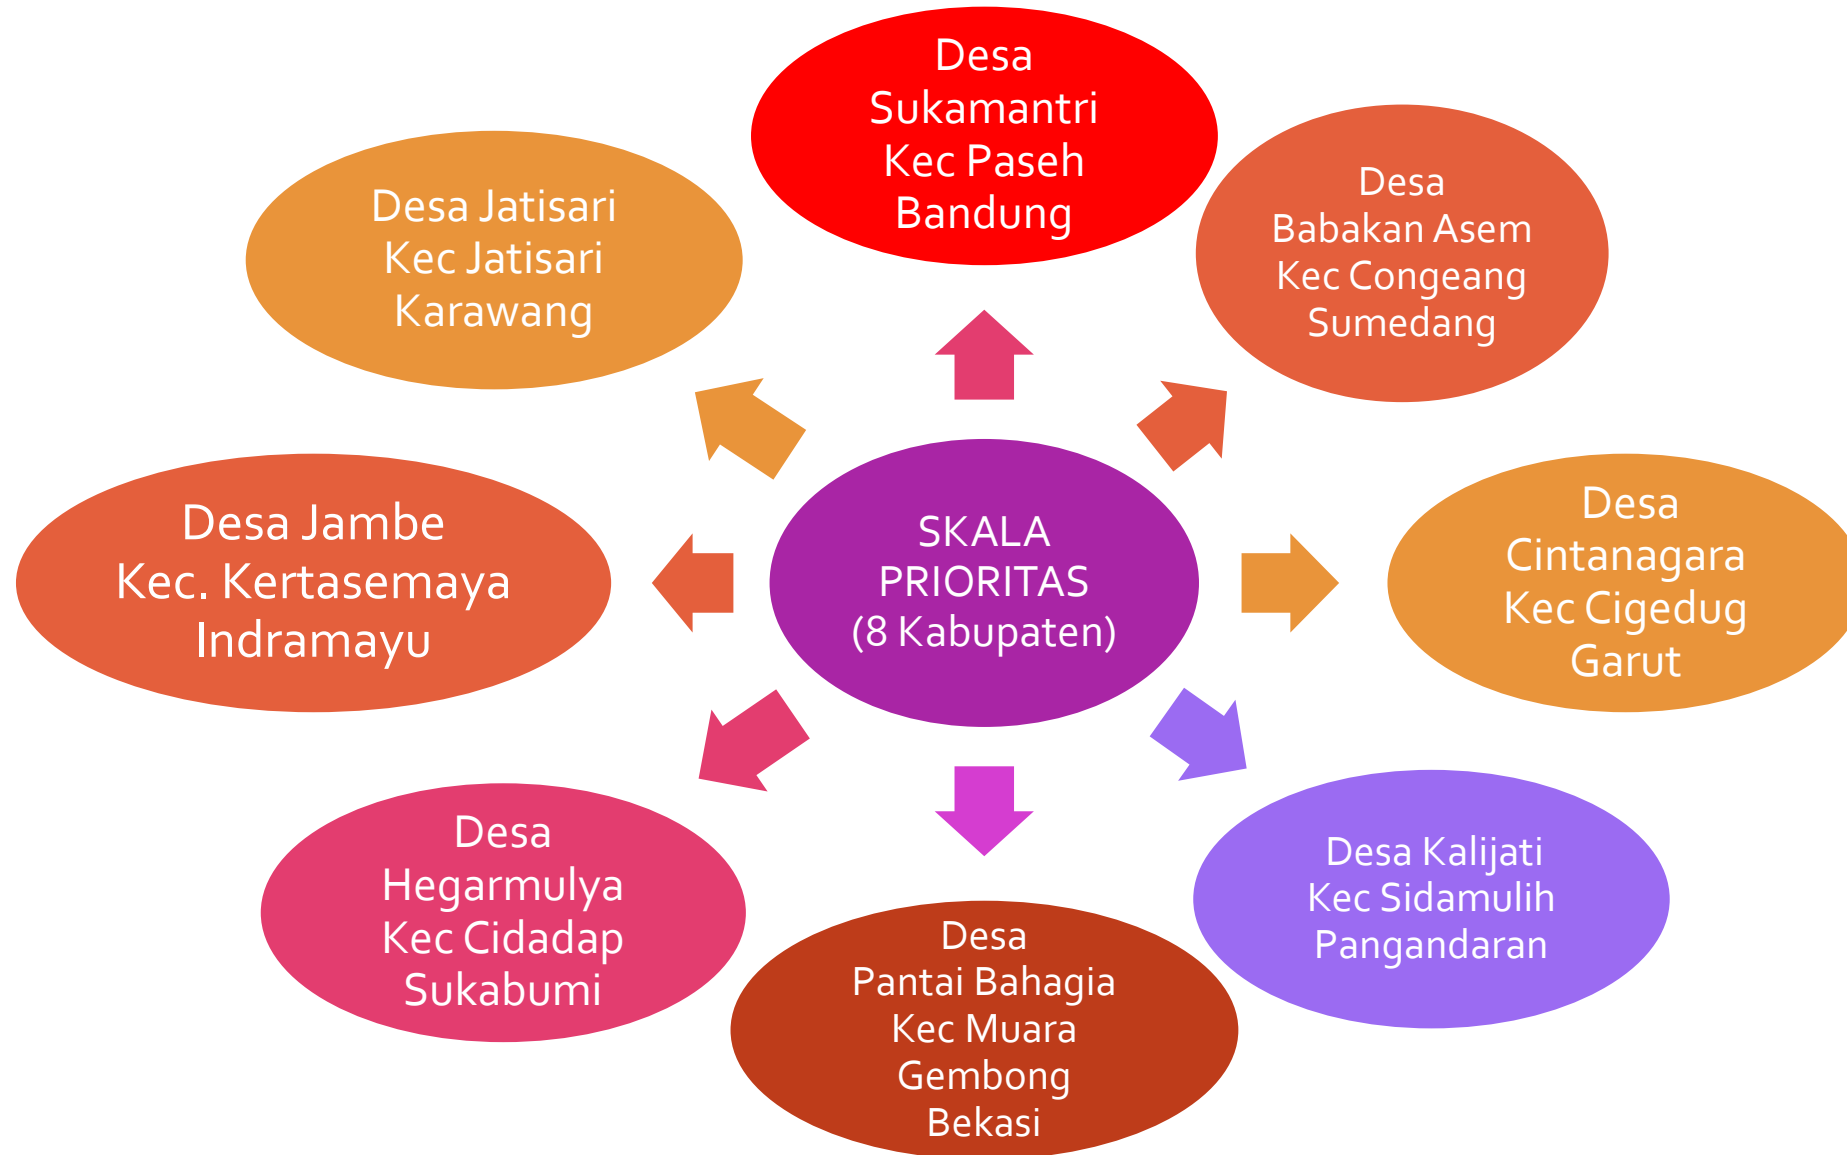 Desa
Sukamantri
Kec Paseh
Bandung
Desa
Babakan Asem
Kec Congeang
Sumedang
Desa
Cintanagara
Kec Cigedug
Garut
Desa Kalijati
Kec Sidamulih
Pangandaran
Desa
Pantai Bahagia
Kec Muara
Gembong
Bekasi
Desa
Hegarmulya
Kec Cidadap
Sukabumi
Desa Jambe
Kec. Kertasemaya
Indramayu
Desa Jatisari
Kec Jatisari
Karawang
SKALA
PRIORITAS
(8 Kabupaten)